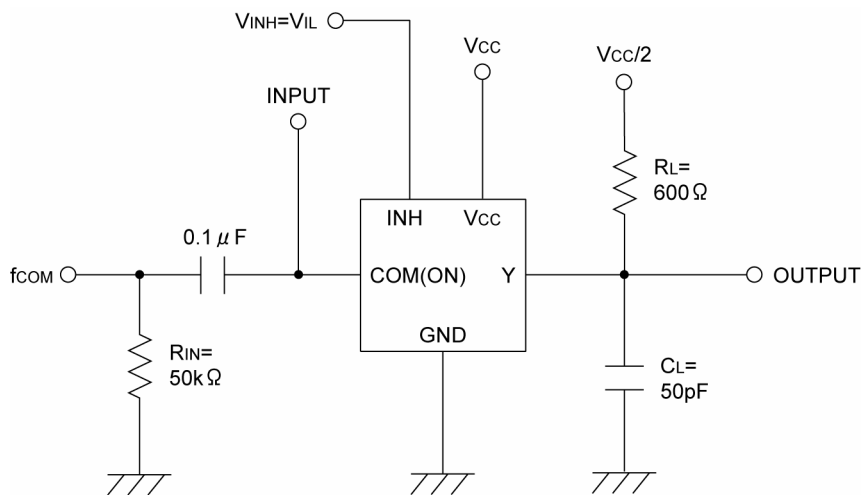 VINH=VIL
VCC
VCC/2
INPUT
RL=
600Ω
INH
VCC
0.1μF
fCOM
COM(ON)
Y
OUTPUT
GND
RIN=
50kΩ
CL=
50pF